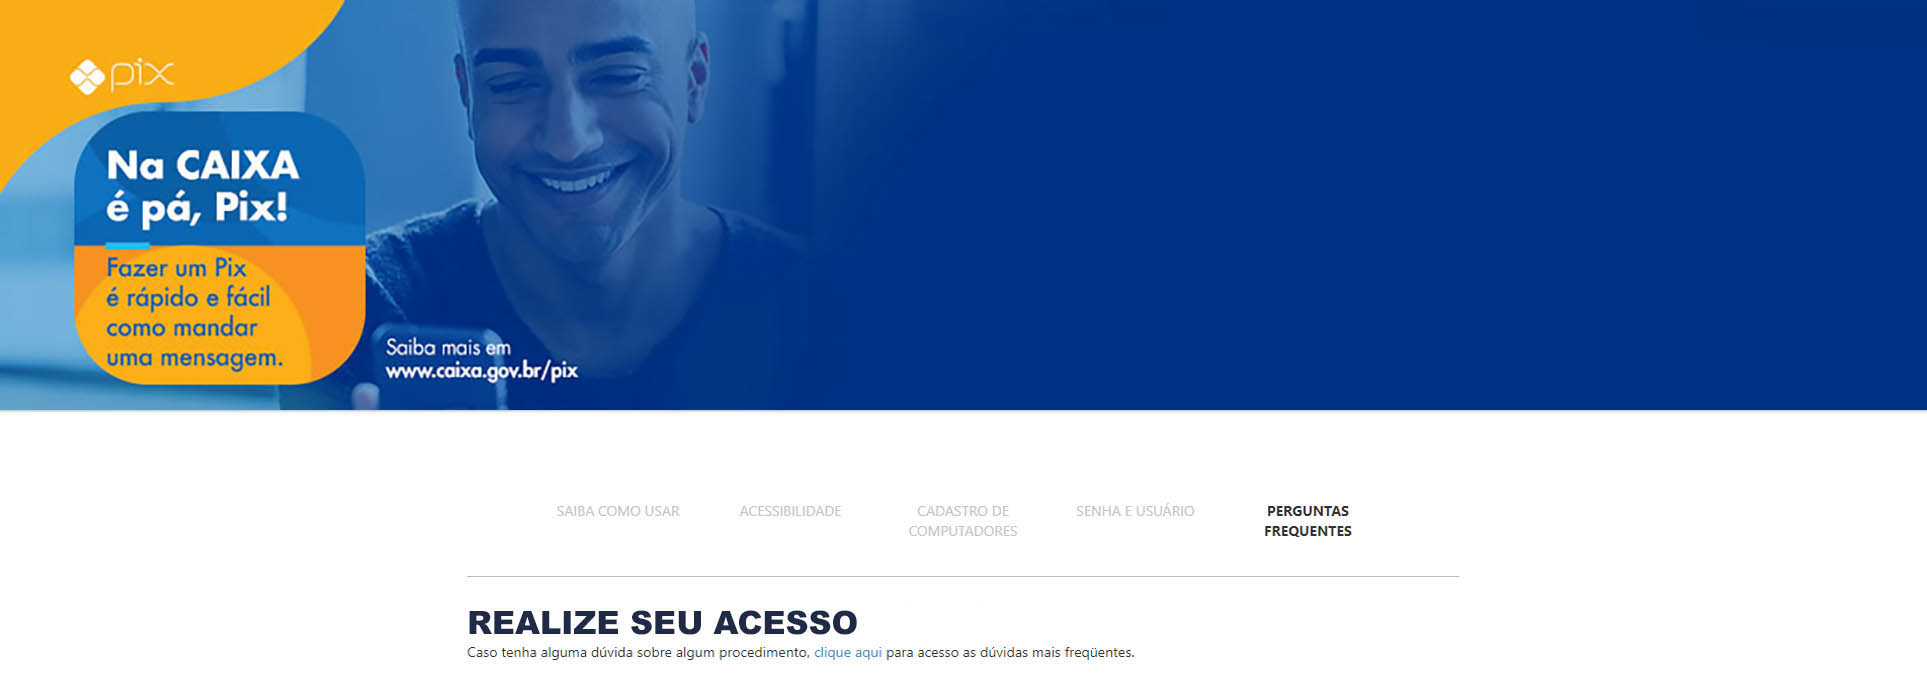 pix
Na CAIXA
é pá, Pix!
Fazer um Pix
é rápido e fácil
como mandar
uma mensagem.
Saiba mais em
www.caixa.gov.br/pix
SAIBA COMO USAR
ACESSIBILIDADE
CADASTRO DE
COMPUTADORES
SENHA E USUÁRIO
PERGUNTAS
FREQUENTES
REALIZE SEU ACESSO
Caso tenha alguma dúvida sobre algum procedimento, clique aqui para acesso as dúvidas mais freqüentes.